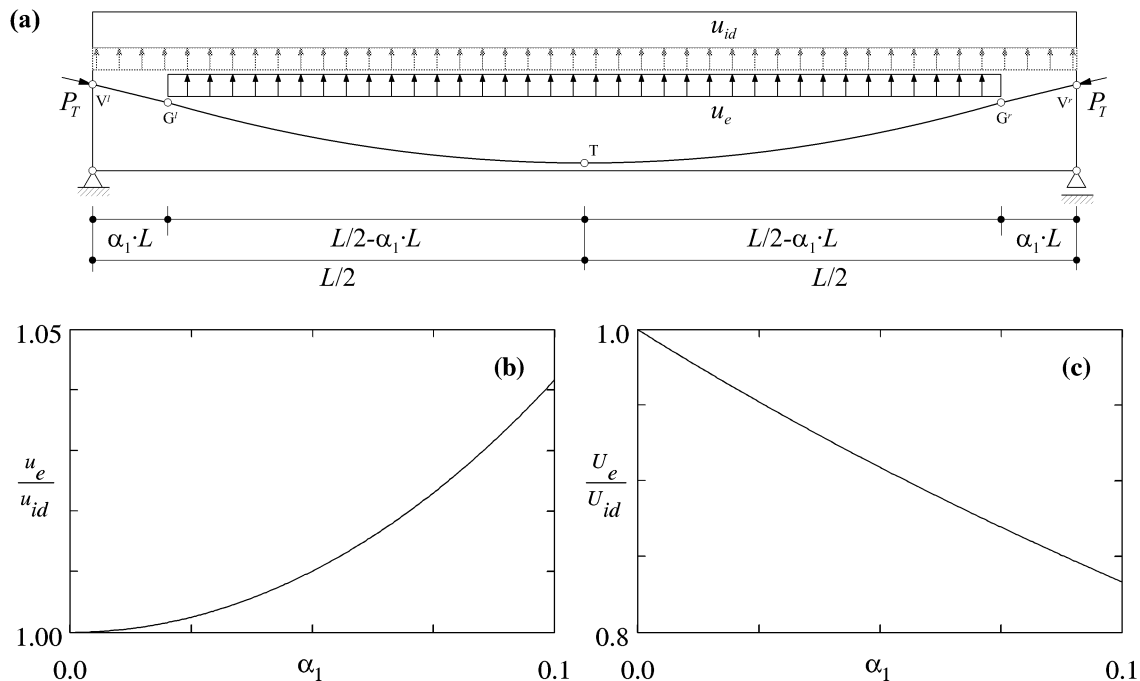 (a)
u_id
P_T V^l V^r P_T
G^l u_e G^r
T
α₁·L L/2-α₁·L L/2-α₁·L α₁·L
L/2 L/2
1.05
(b)
u_e
u_id
1.00
0.0 α₁ 0.1
1.0
(c)
U_e
U_id
0.8
0.0 α₁ 0.1